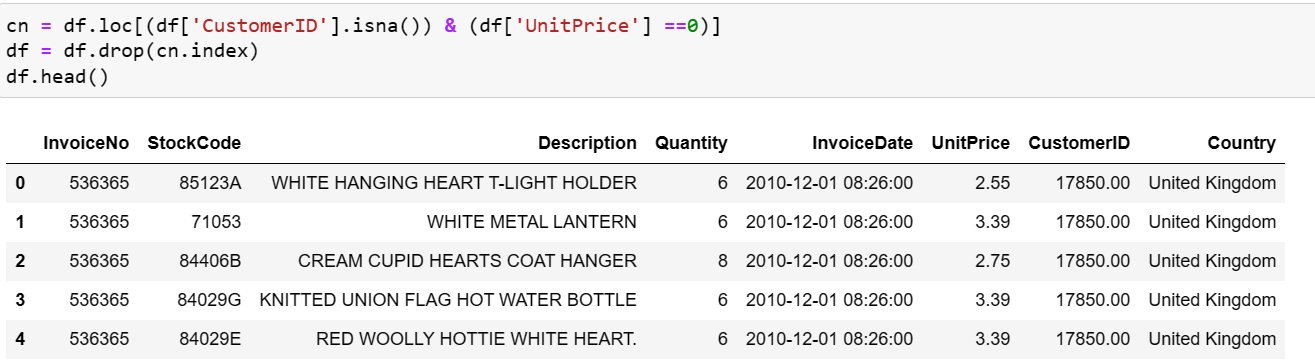 cn = df.loc[(df['CustomerID'].isna()) & (df['UnitPrice'] ==0)]
df = df.drop(cn.index)
df.head()
InvoiceNo StockCode Description Quantity InvoiceDate UnitPrice CustomerID Country
0 536365 85123A WHITE HANGING HEART T-LIGHT HOLDER 6 2010-12-01 08:26:00 2.55 17850.00 United Kingdom
1 536365 71053 WHITE METAL LANTERN 6 2010-12-01 08:26:00 3.39 17850.00 United Kingdom
2 536365 84406B CREAM CUPID HEARTS COAT HANGER 8 2010-12-01 08:26:00 2.75 17850.00 United Kingdom
3 536365 84029G KNITTED UNION FLAG HOT WATER BOTTLE 6 2010-12-01 08:26:00 3.39 17850.00 United Kingdom
4 536365 84029E RED WOOLLY HOTTIE WHITE HEART. 6 2010-12-01 08:26:00 3.39 17850.00 United Kingdom